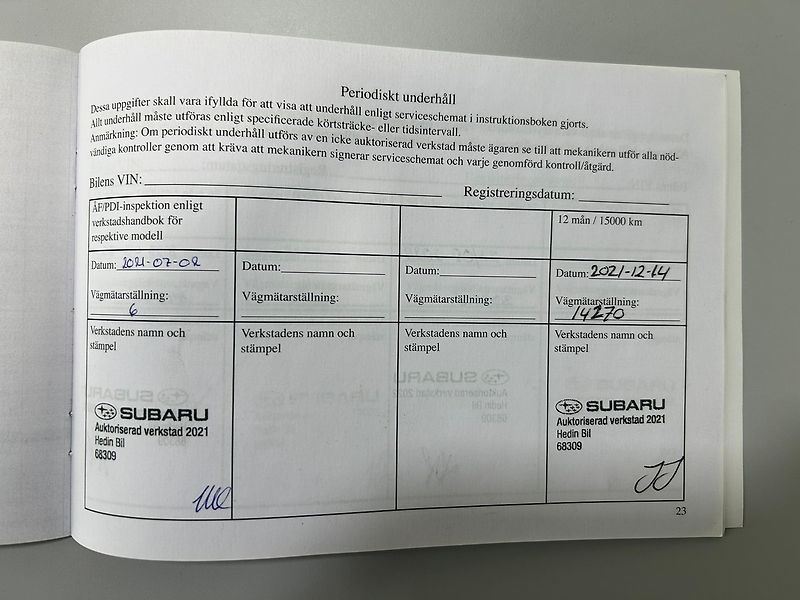 Periodiskt underhåll
Dessa uppgifter skall vara ifyllda för att visa att underhåll enligt serviceschemat i instruktionsboken gjorts.
Allt underhåll måste utföras enligt specificerade körtsträcke- eller tidsintervall.
Anmärkning: Om periodiskt underhåll utförs av en icke auktoriserad verkstad måste ägaren se till att mekanikern utför alla nöd-
vändiga kontroller genom att kräva att mekanikern signerar serviceschemat och varje genomförd kontroll/åtgärd.
Bilens VIN:
Registreringsdatum:
ÅF/PDI-inspektion enligt
verkstadshandbok för
respektive modell
Datum: 2021-07-02
Vägmätarställning:
6
Verkstadens namn och
stämpel
SUBARU
Auktoriserad verkstad 2021
Hedin Bil
68309
Datum:
Vägmätarställning:
Verkstadens namn och
stämpel
Datum:
Vägmätarställning:
Verkstadens namn och
stämpel
12 mån / 15000 km
Datum: 2021-12-14
Vägmätarställning:
14270
Verkstadens namn och
stämpel
SUBARU
Auktoriserad verkstad 2021
Hedin Bil
68309
23